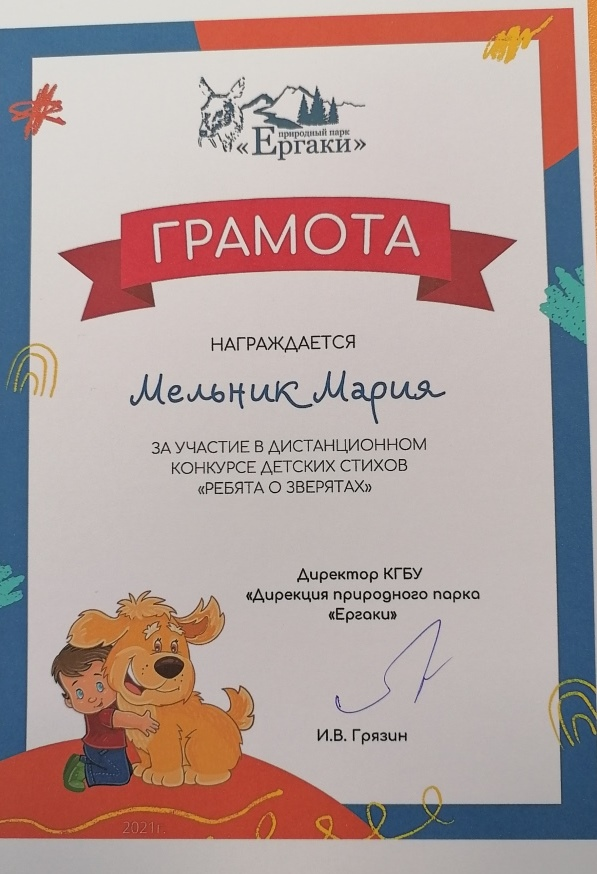 природный парк
«Ергаки»
ГРАМОТА
НАГРАЖДАЕТСЯ
Мельник Мария
ЗА УЧАСТИЕ В ДИСТАНЦИОННОМ
КОНКУРСЕ ДЕТСКИХ СТИХОВ
«РЕБЯТА О ЗВЕРЯТАХ»
Директор КГБУ
«Дирекция природного парка
«Ергаки»
И.В. Грязин
2021г.